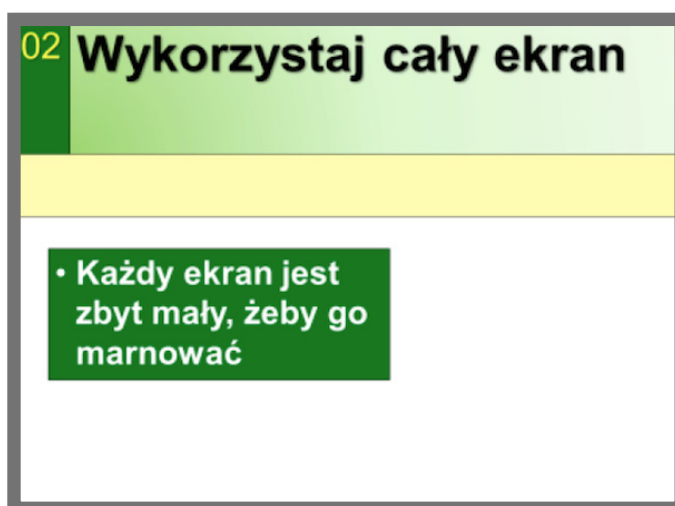 02
Wykorzystaj cały ekran
• Każdy ekran jest
zbyt mały, żeby go
marnować